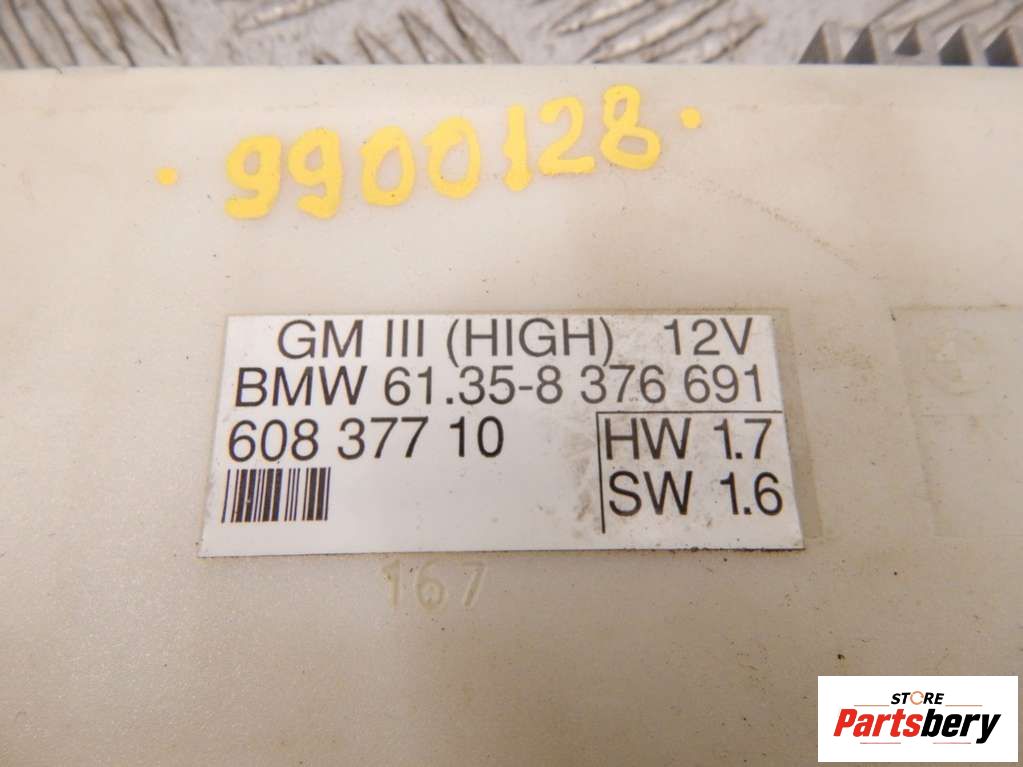 9900128
GM III (HIGH) 12V
BMW 61.35-8 376 691
608 377 10
HW 1.7
SW 1.6
167
STORE
Partsbery